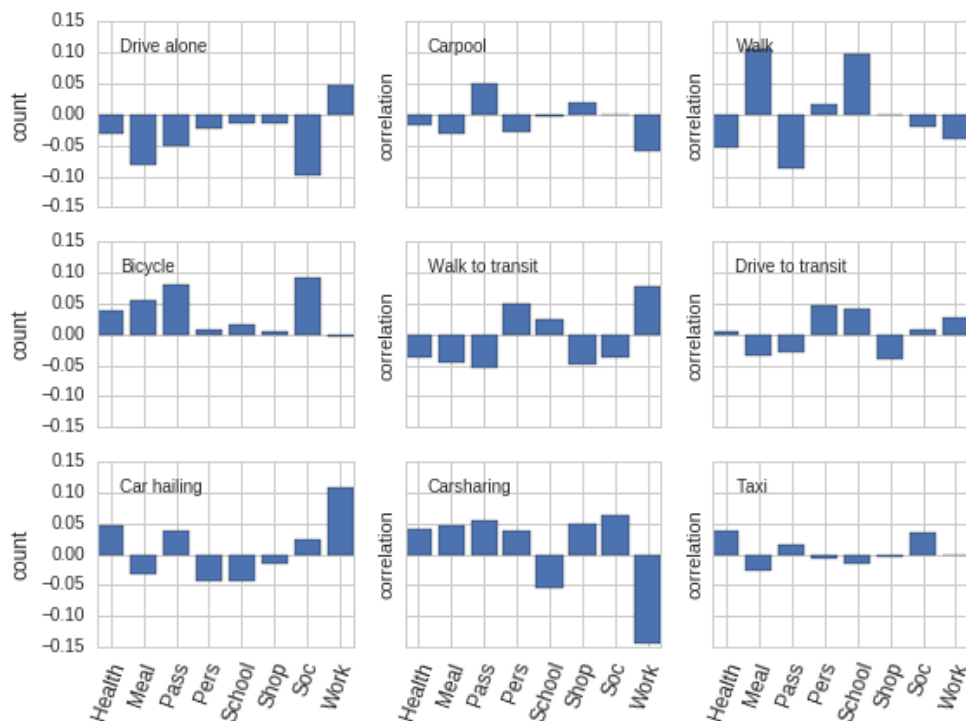 0.15
0.10
0.05
0.00
−0.05
−0.10
−0.15
count
Drive alone
correlation
Carpool
correlation
Walk
0.15
0.10
0.05
0.00
−0.05
−0.10
−0.15
count
Bicycle
correlation
Walk to transit
correlation
Drive to transit
0.15
0.10
0.05
0.00
−0.05
−0.10
−0.15
count
Car hailing
correlation
Carsharing
correlation
Taxi
Health Meal Pass Pers School Shop Soc Work
Health Meal Pass Pers School Shop Soc Work
Health Meal Pass Pers School Shop Soc Work